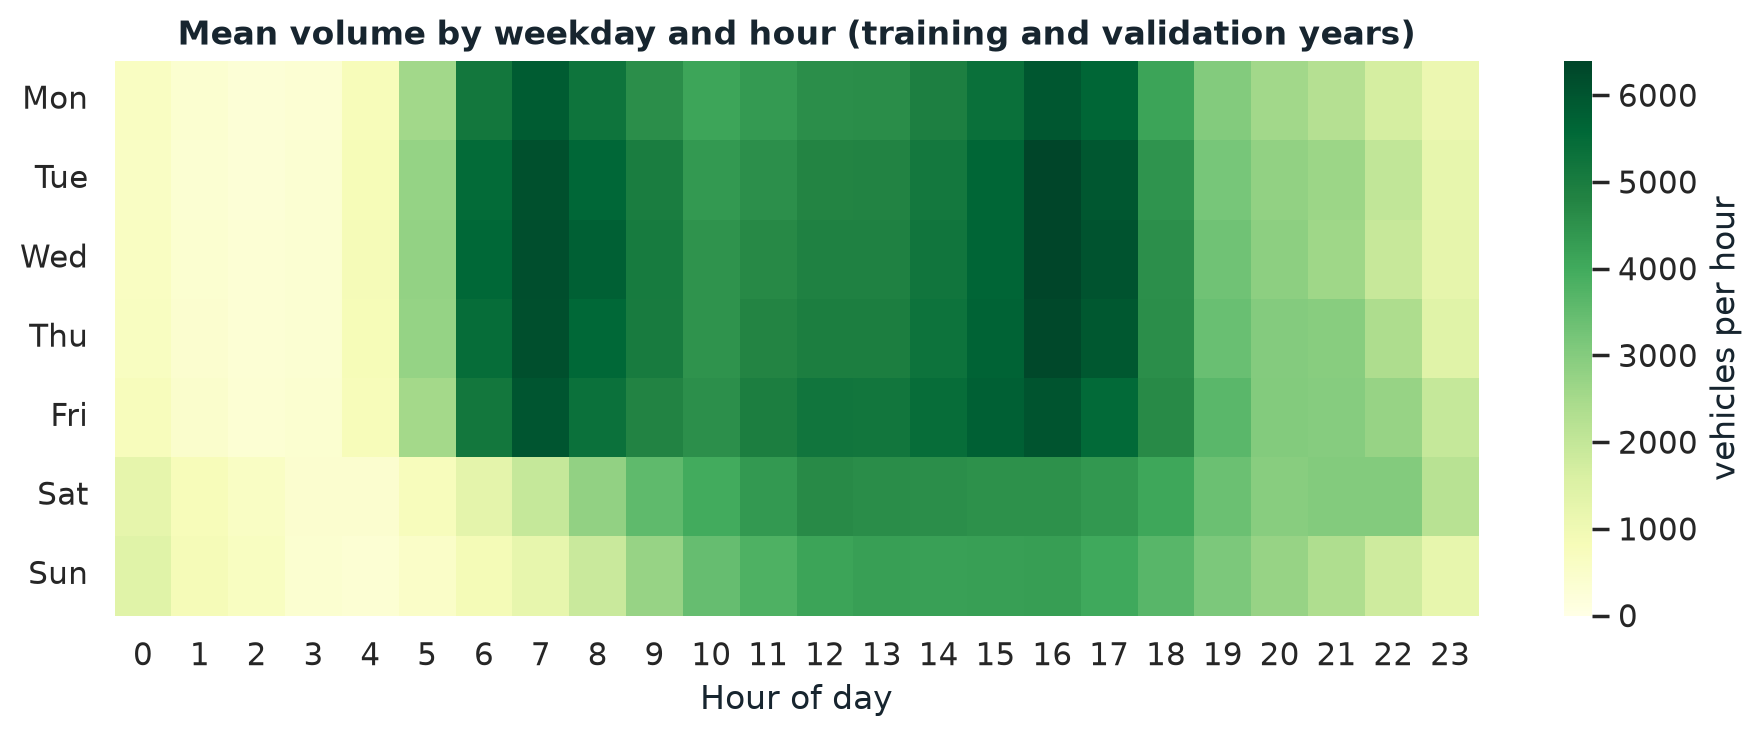 Mean volume by weekday and hour (training and validation years)
Mon
Tue
Wed
Thu
Fri
Sat
Sun
0 1 2 3 4 5 6 7 8 9 10 11 12 13 14 15 16 17 18 19 20 21 22 23
Hour of day
6000
5000
4000
3000
2000
1000
0
vehicles per hour